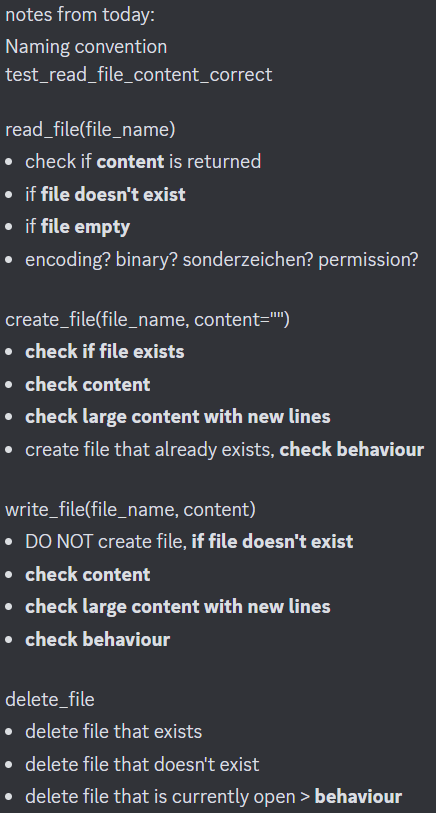 notes from today:
Naming convention
test_read_file_content_correct
read_file(file_name)
• check if content is returned
• if file doesn't exist
• if file empty
• encoding? binary? sonderzeichen? permission?
create_file(file_name, content="")
• check if file exists
• check content
• check large content with new lines
• create file that already exists, check behaviour
write_file(file_name, content)
• DO NOT create file, if file doesn't exist
• check content
• check large content with new lines
• check behaviour
delete_file
• delete file that exists
• delete file that doesn't exist
• delete file that is currently open > behaviour